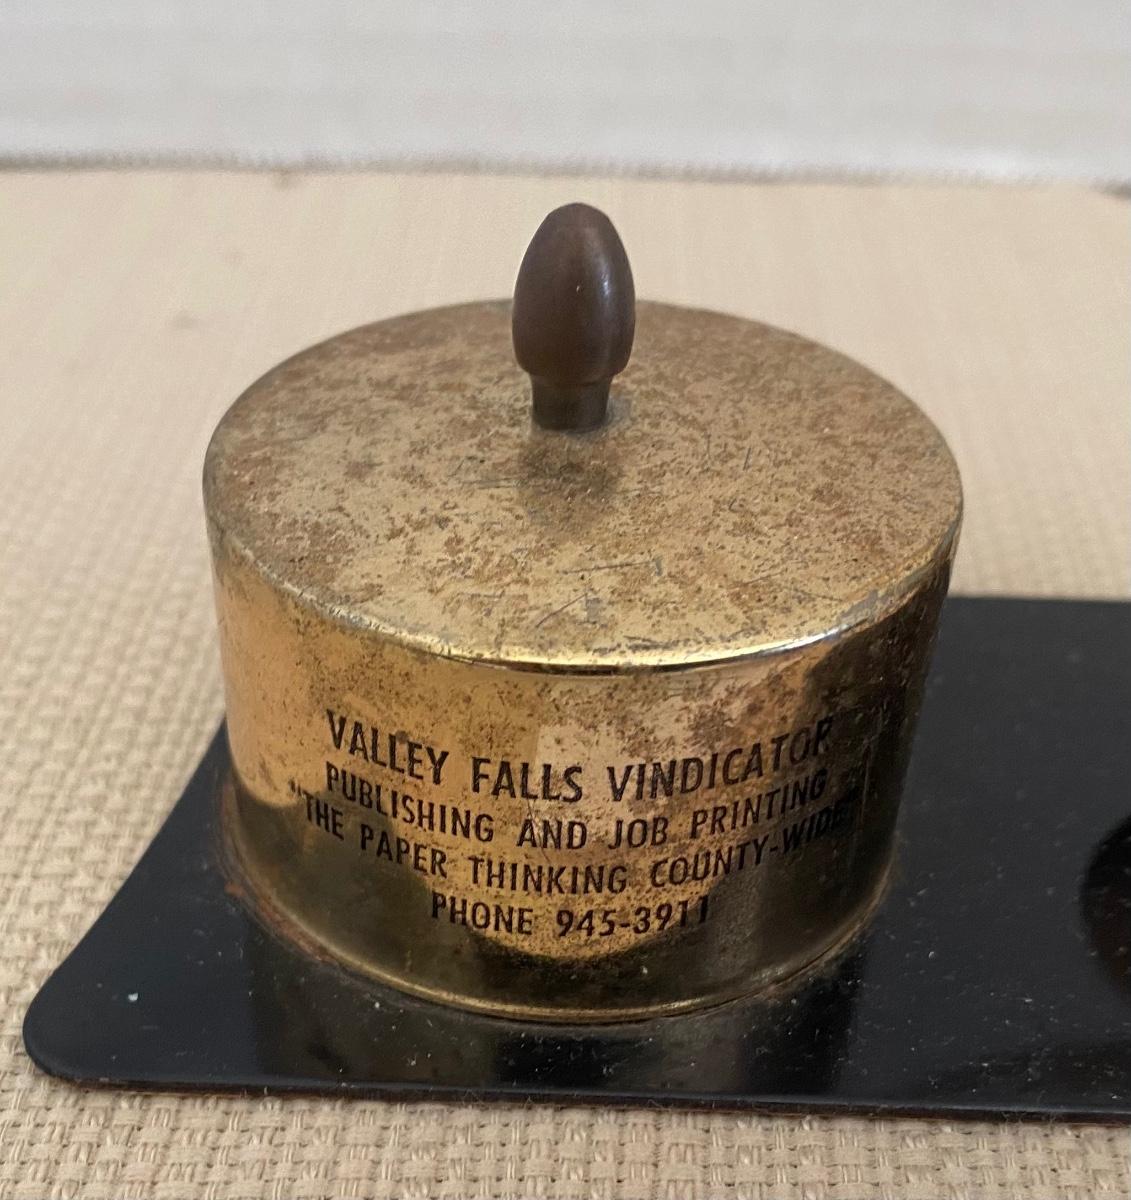 VALLEY FALLS VINDICATOR
PUBLISHING AND JOB PRINTING
"THE PAPER THINKING COUNTY-WIDE"
PHONE 945-3911